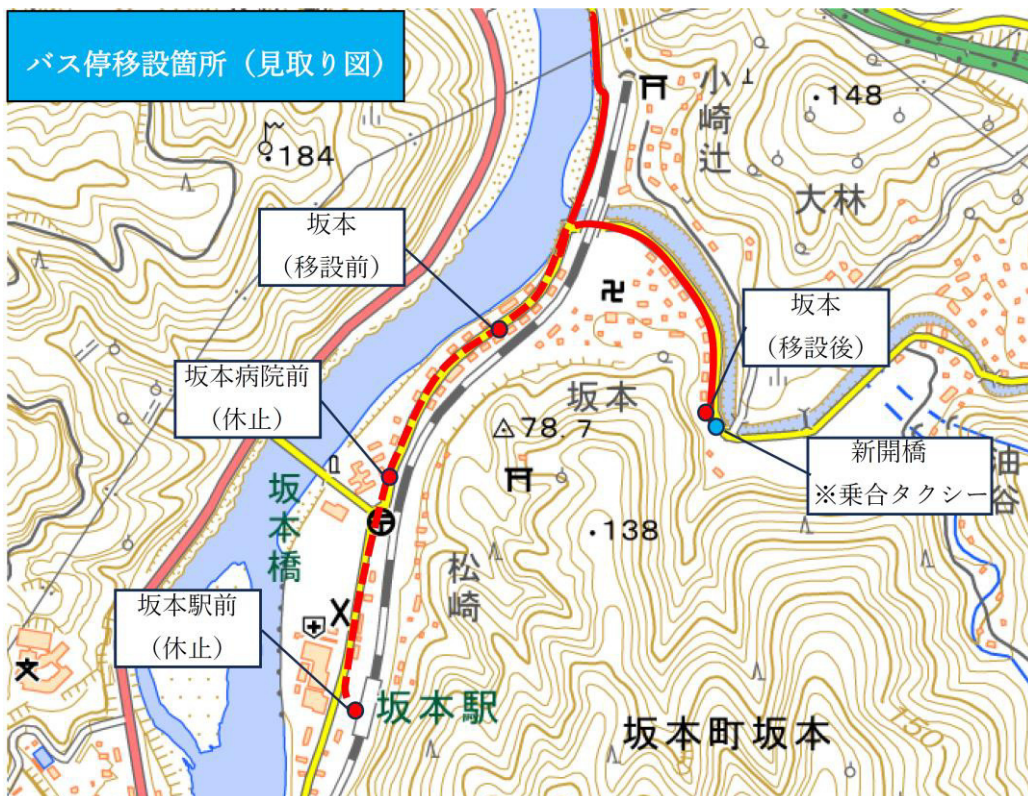 バス停移設箇所（見取り図）
小崎辻
・148
・184
大林
坂本
（移設前）
坂本
（移設後）
坂本病院前
（休止）
坂本
78.7
新開橋
※乗合タクシー
油谷
坂本橋
・138
松崎
坂本駅前
（休止）
坂本駅
坂本町坂本
150